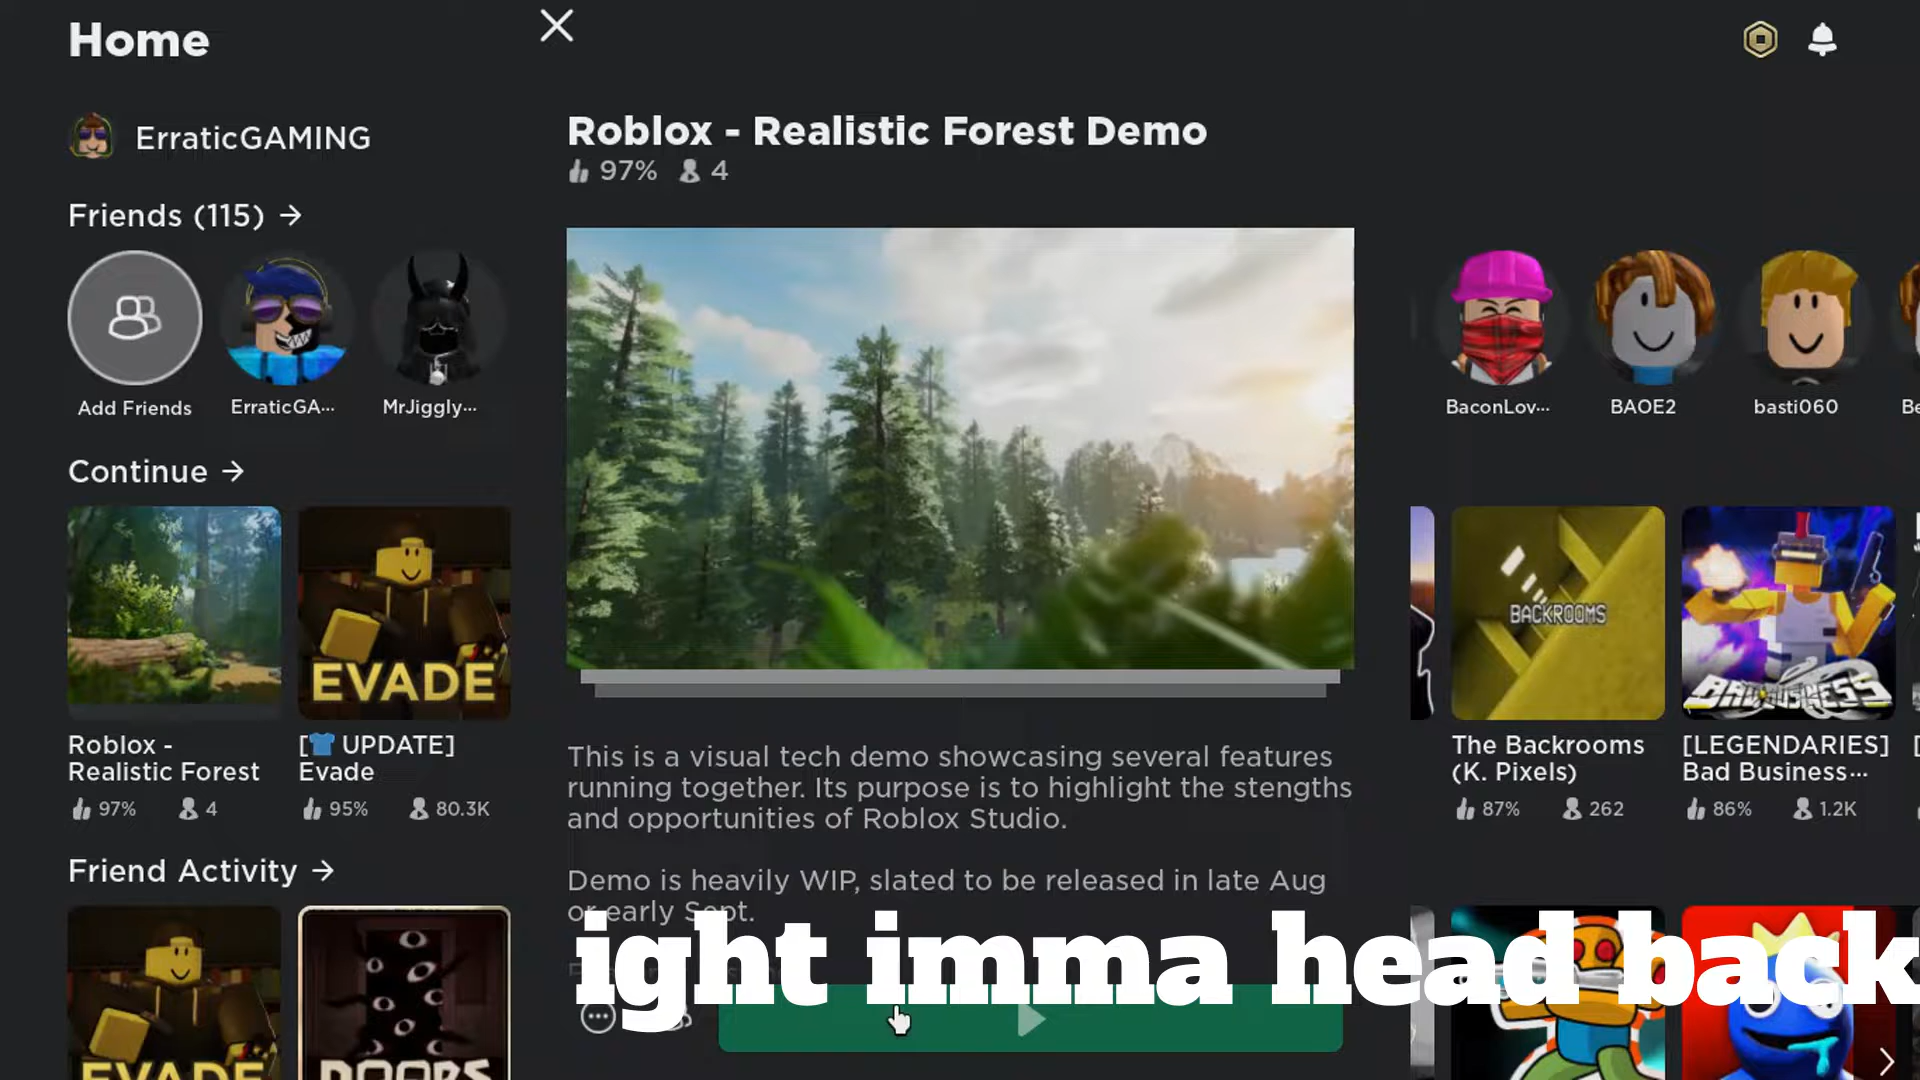 Home
ErraticGAMING
Friends (115) →
Add Friends
ErraticGA...
MrJiggly...
Continue →
EVADE
Roblox -
Realistic Forest
97% 4
[👕 UPDATE]
Evade
95% 80.3K
Friend Activity →
EVADE
DOORS
Roblox - Realistic Forest Demo
97% 4
This is a visual tech demo showcasing several features
running together. Its purpose is to highlight the stengths
and opportunities of Roblox Studio.
Demo is heavily WIP, slated to be released in late Aug
or early Sept.
ight imma head back
BaconLov...
BAOE2
basti060
Be
BACKROOMS
BAD BUSINESS
The Backrooms
(K. Pixels)
87% 262
[LEGENDARIES]
Bad Business...
86% 1.2K